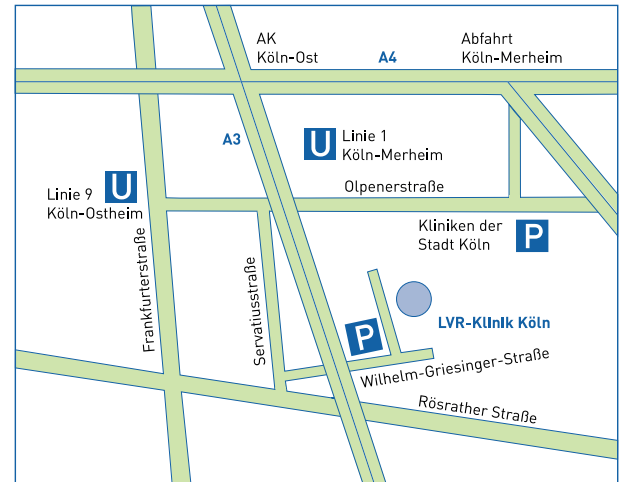 AK
Köln-Ost
A4
Abfahrt
Köln-Merheim
A3
U
Linie 1
Köln-Merheim
Linie 9
Köln-Ostheim
U
Olpenerstraße
Kliniken der
Stadt Köln
P
Frankfurterstraße
Servatiusstraße
LVR-Klinik Köln
P
Wilhelm-Griesinger-Straße
Rösrather Straße